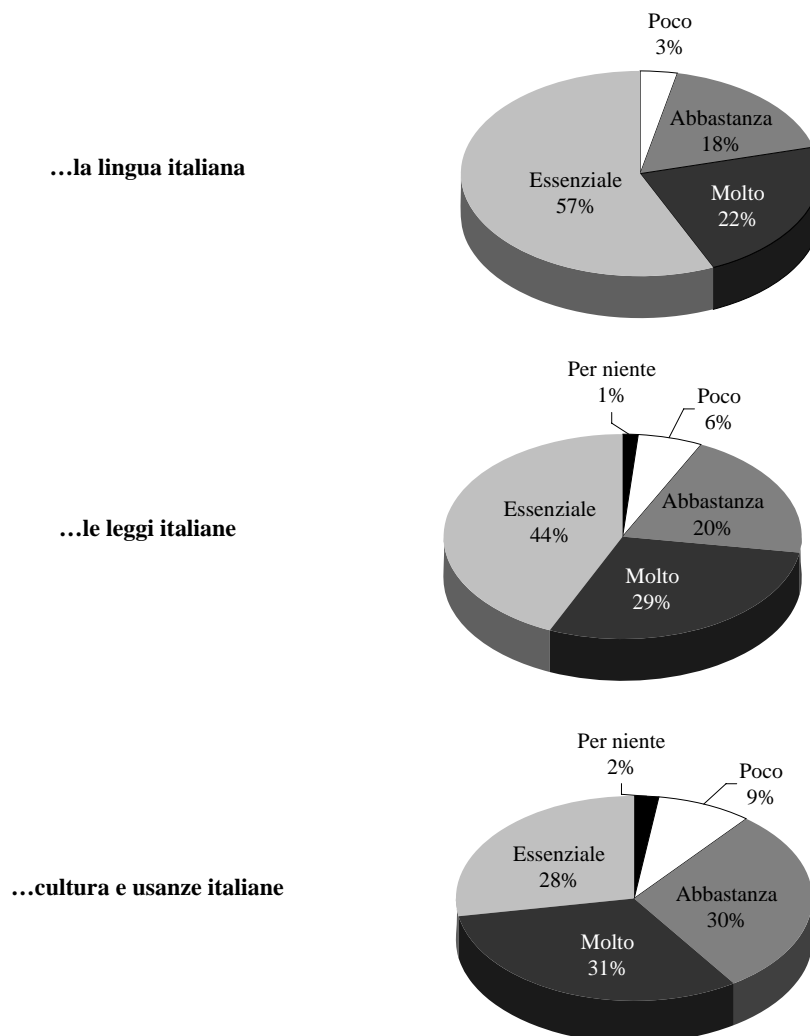 Poco
3%
Abbastanza
18%
…la lingua italiana
Essenziale
57%
Molto
22%
Per niente
1%
Poco
6%
Essenziale
44%
Abbastanza
20%
…le leggi italiane
Molto
29%
Per niente
2%
Poco
9%
Essenziale
28%
…cultura e usanze italiane
Abbastanza
30%
Molto
31%